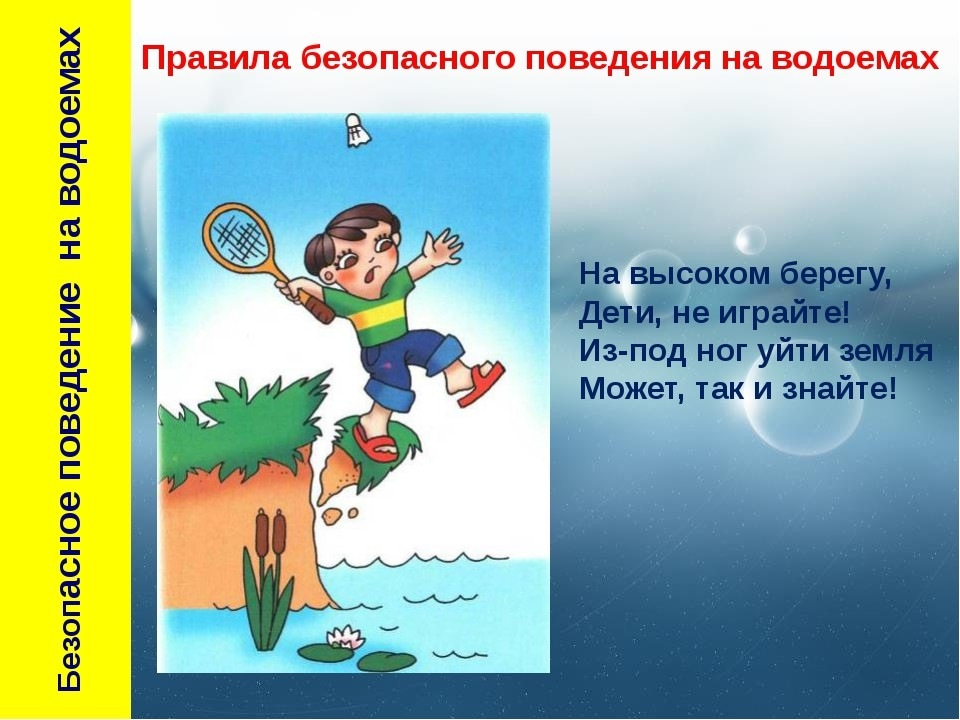 Правила безопасного поведения на водоемах
Безопасное поведение на водоемах
На высоком берегу,
Дети, не играйте!
Из-под ног уйти земля
Может, так и знайте!